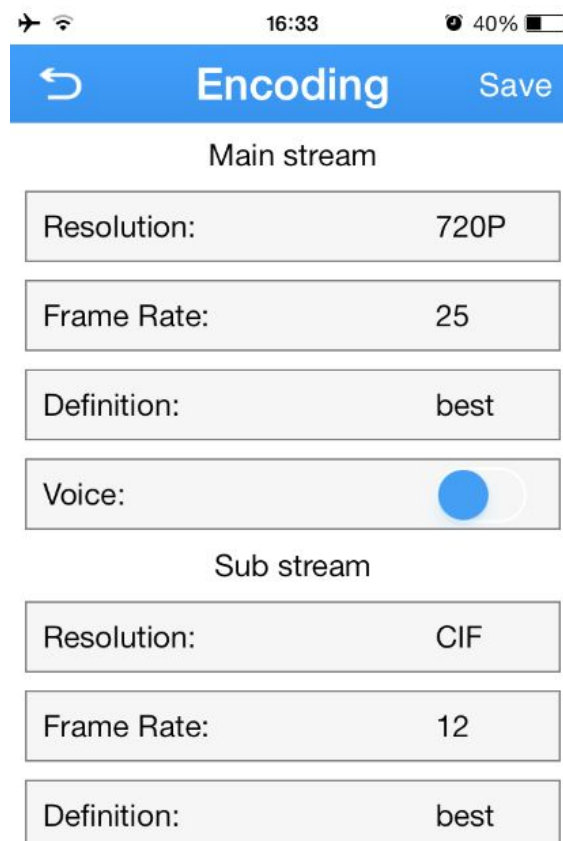 16:33 40%
Encoding Save
Main stream
Resolution: 720P
Frame Rate: 25
Definition: best
Voice:
Sub stream
Resolution: CIF
Frame Rate: 12
Definition: best